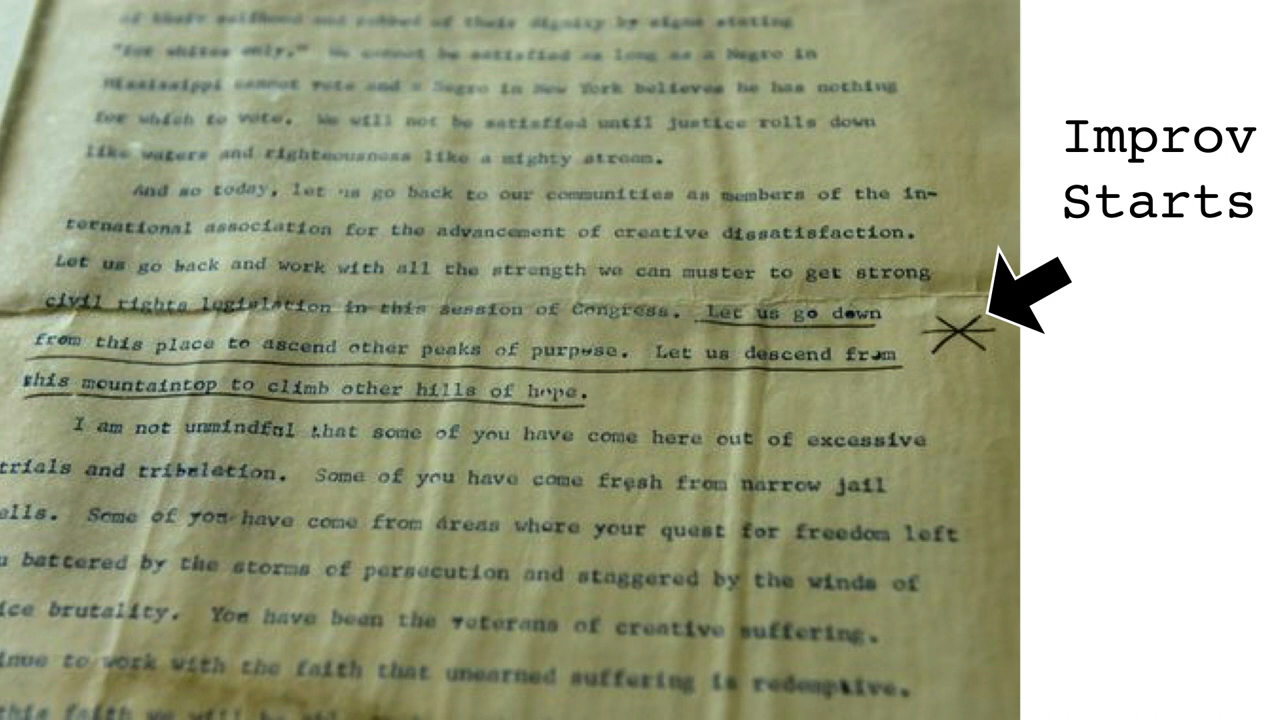 of their selfhood and robbed of their dignity by signs stating
"for whites only." We cannot be satisfied as long as a Negro in
Mississippi cannot vote and a Negro in New York believes he has nothing
for which to vote. We will not be satisfied until justice rolls down
like waters and righteousness like a mighty stream.
And so today, let us go back to our communities as members of the in-
ternational association for the advancement of creative dissatisfaction.
Let us go back and work with all the strength we can muster to get strong
civil rights legislation in this session of Congress. Let us go down
from this place to ascend other peaks of purpose. Let us descend from
this mountaintop to climb other hills of hope.
I am not unmindful that some of you have come here out of excessive
trials and tribulation. Some of you have come fresh from narrow jail
ells. Some of you have come from areas where your quest for freedom left
u battered by the storms of persecution and staggered by the winds of
ice brutality. You have been the veterans of creative suffering.
inue to work with the faith that unearned suffering is redemptive.
this faith we will be
Improv
Starts